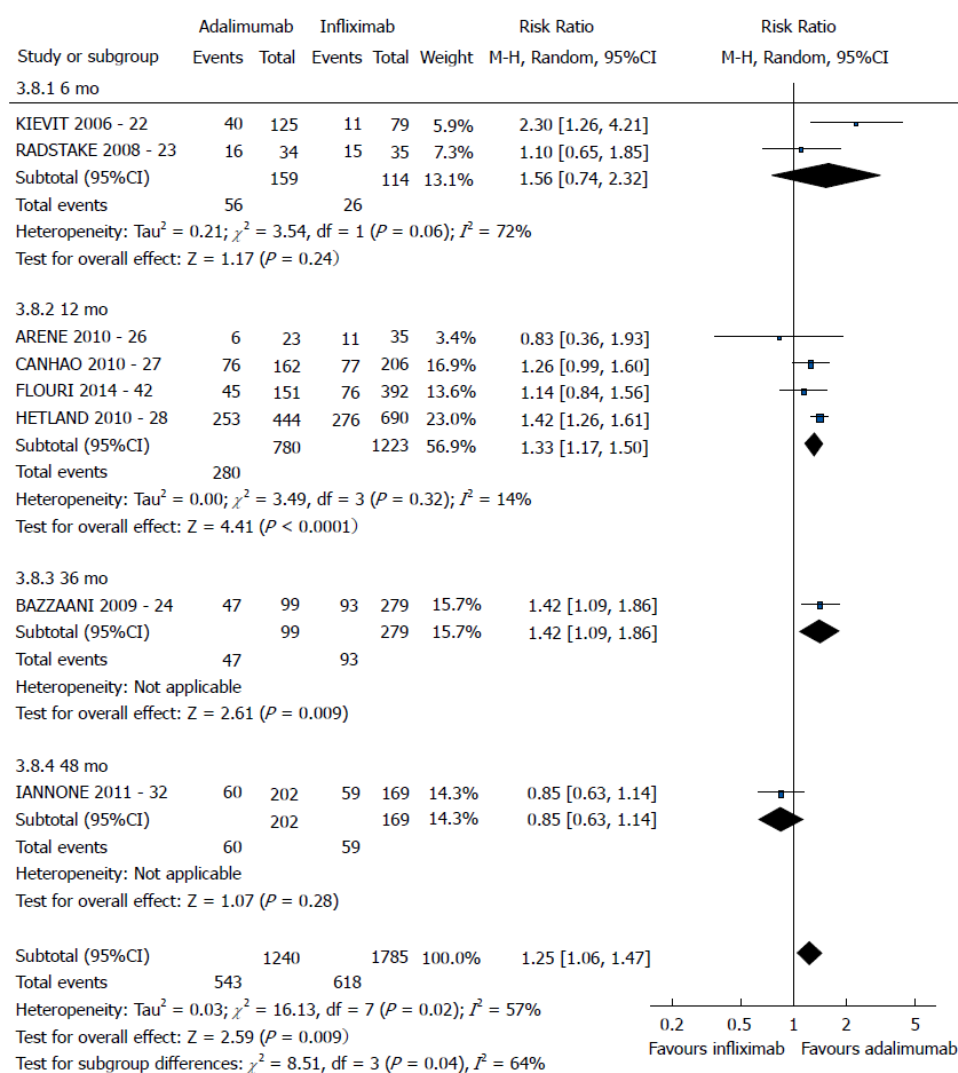 Adalimumab Infliximab Risk Ratio Risk Ratio
Study or subgroup Events Total Events Total Weight M-H, Random, 95%CI M-H, Random, 95%CI
3.8.1 6 mo
KIEVIT 2006 - 22 40 125 11 79 5.9% 2.30 [1.26, 4.21]
RADSTAKE 2008 - 23 16 34 15 35 7.3% 1.10 [0.65, 1.85]
Subtotal (95%CI) 159 114 13.1% 1.56 [0.74, 2.32]
Total events 56 26
Heteropeneity: Tau² = 0.21; χ² = 3.54, df = 1 (P = 0.06); I² = 72%
Test for overall effect: Z = 1.17 (P = 0.24)
3.8.2 12 mo
ARENE 2010 - 26 6 23 11 35 3.4% 0.83 [0.36, 1.93]
CANHAO 2010 - 27 76 162 77 206 16.9% 1.26 [0.99, 1.60]
FLOURI 2014 - 42 45 151 76 392 13.6% 1.14 [0.84, 1.56]
HETLAND 2010 - 28 253 444 276 690 23.0% 1.42 [1.26, 1.61]
Subtotal (95%CI) 780 1223 56.9% 1.33 [1.17, 1.50]
Total events 280
Heteropeneity: Tau² = 0.00; χ² = 3.49, df = 3 (P = 0.32); I² = 14%
Test for overall effect: Z = 4.41 (P < 0.0001)
3.8.3 36 mo
BAZZAANI 2009 - 24 47 99 93 279 15.7% 1.42 [1.09, 1.86]
Subtotal (95%CI) 99 279 15.7% 1.42 [1.09, 1.86]
Total events 47 93
Heteropeneity: Not applicable
Test for overall effect: Z = 2.61 (P = 0.009)
3.8.4 48 mo
IANNONE 2011 - 32 60 202 59 169 14.3% 0.85 [0.63, 1.14]
Subtotal (95%CI) 202 169 14.3% 0.85 [0.63, 1.14]
Total events 60 59
Heteropeneity: Not applicable
Test for overall effect: Z = 1.07 (P = 0.28)
Subtotal (95%CI) 1240 1785 100.0% 1.25 [1.06, 1.47]
Total events 543 618
Heteropeneity: Tau² = 0.03; χ² = 16.13, df = 7 (P = 0.02); I² = 57%
Test for overall effect: Z = 2.59 (P = 0.009)
Test for subgroup differences: χ² = 8.51, df = 3 (P = 0.04), I² = 64%
0.2 0.5 1 2 5
Favours infliximab Favours adalimumab